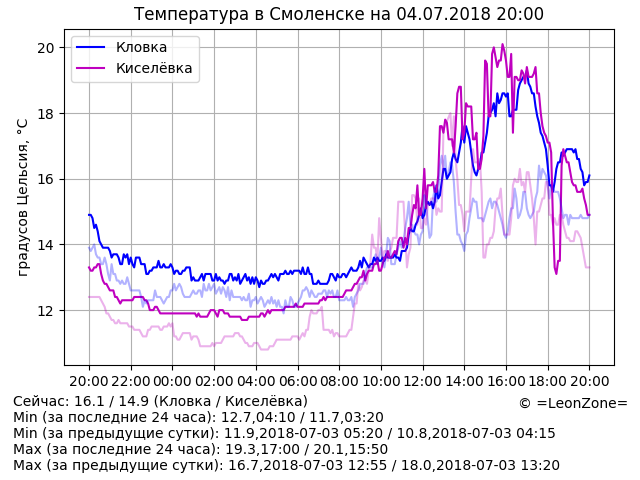 Температура в Смоленске на 04.07.2018 20:00
Кловка
Киселёвка
градусов Цельсия, °C
20
18
16
14
12
20:00 22:00 00:00 02:00 04:00 06:00 08:00 10:00 12:00 14:00 16:00 18:00 20:00
Сейчас: 16.1 / 14.9 (Кловка / Киселёвка)
© =LeonZone=
Min (за последние 24 часа): 12.7,04:10 / 11.7,03:20
Min (за предыдущие сутки): 11.9,2018-07-03 05:20 / 10.8,2018-07-03 04:15
Max (за последние 24 часа): 19.3,17:00 / 20.1,15:50
Max (за предыдущие сутки): 16.7,2018-07-03 12:55 / 18.0,2018-07-03 13:20